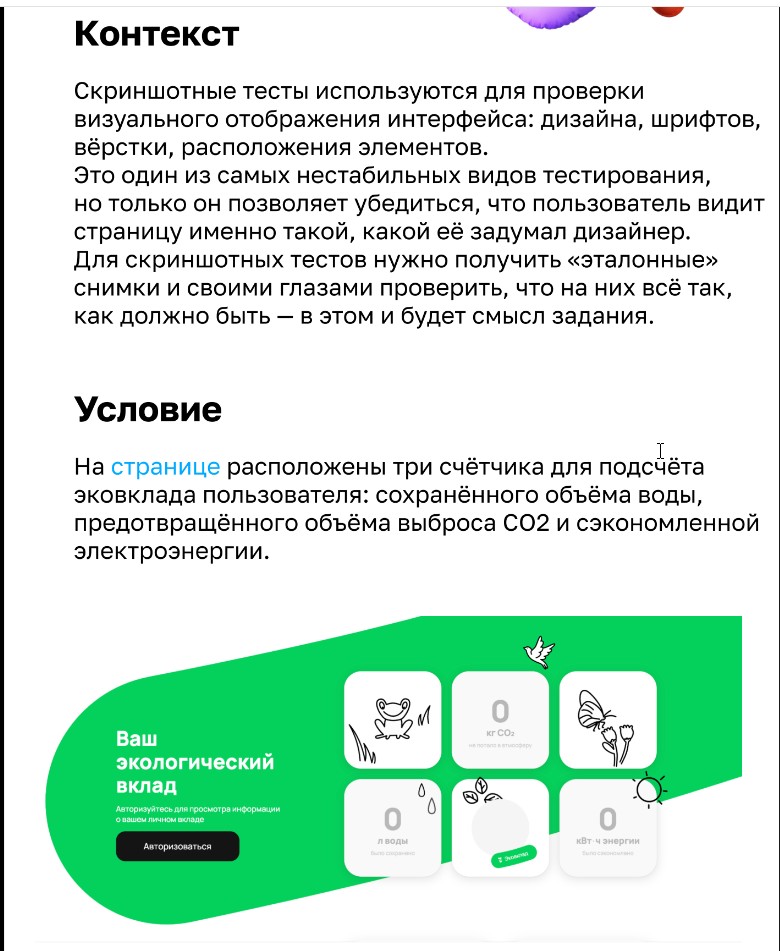 Контекст
Скриншотные тесты используются для проверки
визуального отображения интерфейса: дизайна, шрифтов,
вёрстки, расположения элементов.
Это один из самых нестабильных видов тестирования,
но только он позволяет убедиться, что пользователь видит
страницу именно такой, какой её задумал дизайнер.
Для скриншотных тестов нужно получить «эталонные»
снимки и своими глазами проверить, что на них всё так,
как должно быть — в этом и будет смысл задания.
Условие
На странице расположены три счётчика для подсчёта
эковклада пользователя: сохранённого объёма воды,
предотвращённого объёма выброса СО2 и сэкономленной
электроэнергии.
Ваш
экологический
вклад
Авторизуйтесь для просмотра информации
о вашем личном вкладе
Авторизоваться
0
кг CO₂
не попало в атмосферу
0
л воды
было сохранено
Эковклад
0
кВт⋅ч энергии
было сэкономлено